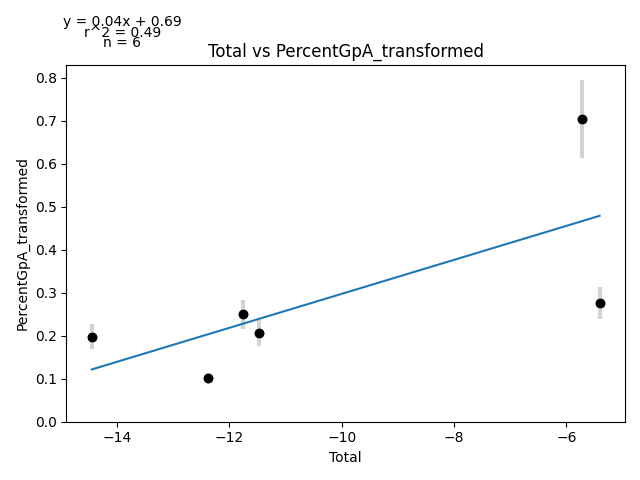 y = 0.04x + 0.69
r^2 = 0.49
n = 6
Total vs PercentGpA_transformed
0.8
0.7
0.6
0.5
0.4
0.3
0.2
0.1
0.0
PercentGpA_transformed
−14
−12
−10
−8
−6
Total